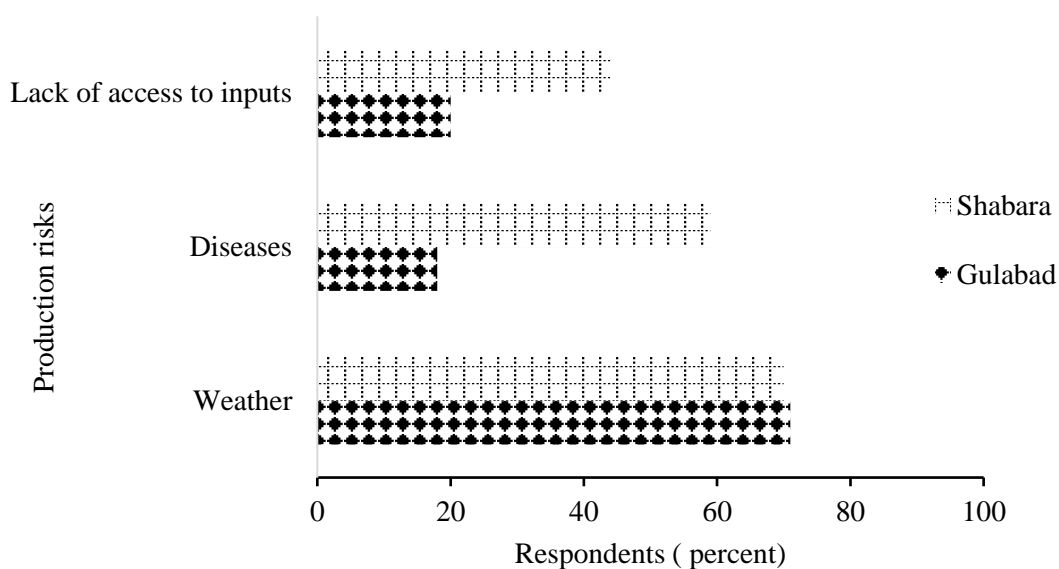 Lack of access to inputs
Diseases
Weather
Production risks
Shabara
Gulabad
0 20 40 60 80 100
Respondents ( percent)